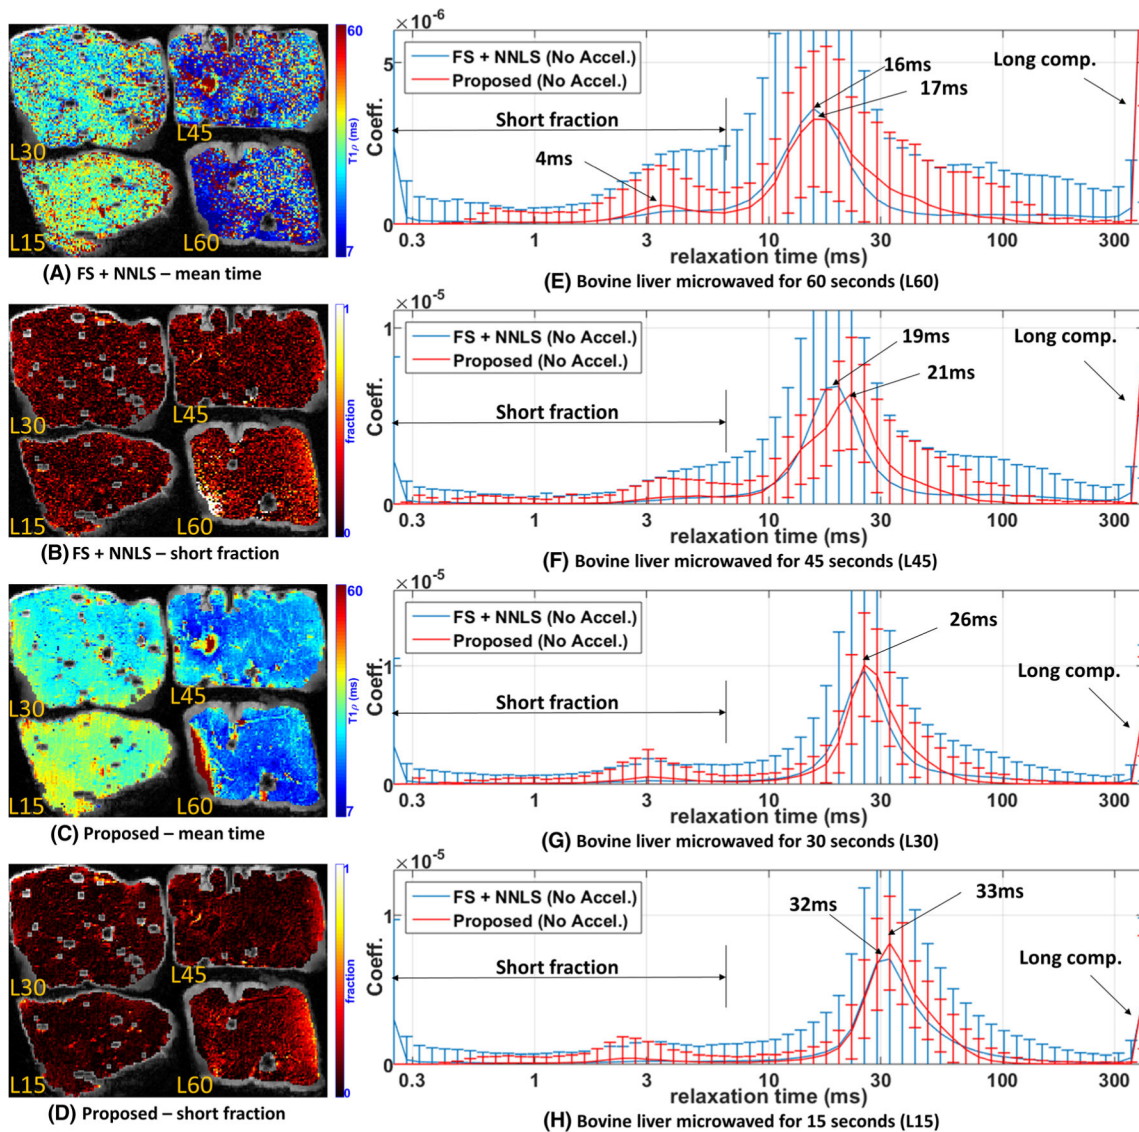 L30
L45
L15
L60
60
T1ρ (ms)
7
(A) FS + NNLS – mean time
L30
L45
L15
L60
1
fraction
0
(B) FS + NNLS – short fraction
L30
L45
L15
L60
60
T1ρ (ms)
7
(C) Proposed – mean time
L30
L45
L15
L60
1
fraction
0
(D) Proposed – short fraction
×10⁻⁶
FS + NNLS (No Accel.)
Proposed (No Accel.)
16ms
17ms
Long comp.
Short fraction
4ms
5
Coeff.
0
0.3 1 3 10 30 100 300
relaxation time (ms)
(E) Bovine liver microwaved for 60 seconds (L60)
×10⁻⁵
FS + NNLS (No Accel.)
Proposed (No Accel.)
19ms
21ms
Long comp.
Short fraction
1
Coeff.
0
0.3 1 3 10 30 100 300
relaxation time (ms)
(F) Bovine liver microwaved for 45 seconds (L45)
×10⁻⁵
FS + NNLS (No Accel.)
Proposed (No Accel.)
26ms
Long comp.
Short fraction
1
Coeff.
0
0.3 1 3 10 30 100 300
relaxation time (ms)
(G) Bovine liver microwaved for 30 seconds (L30)
×10⁻⁵
FS + NNLS (No Accel.)
Proposed (No Accel.)
32ms
33ms
Long comp.
Short fraction
1
Coeff.
0
0.3 1 3 10 30 100 300
relaxation time (ms)
(H) Bovine liver microwaved for 15 seconds (L15)